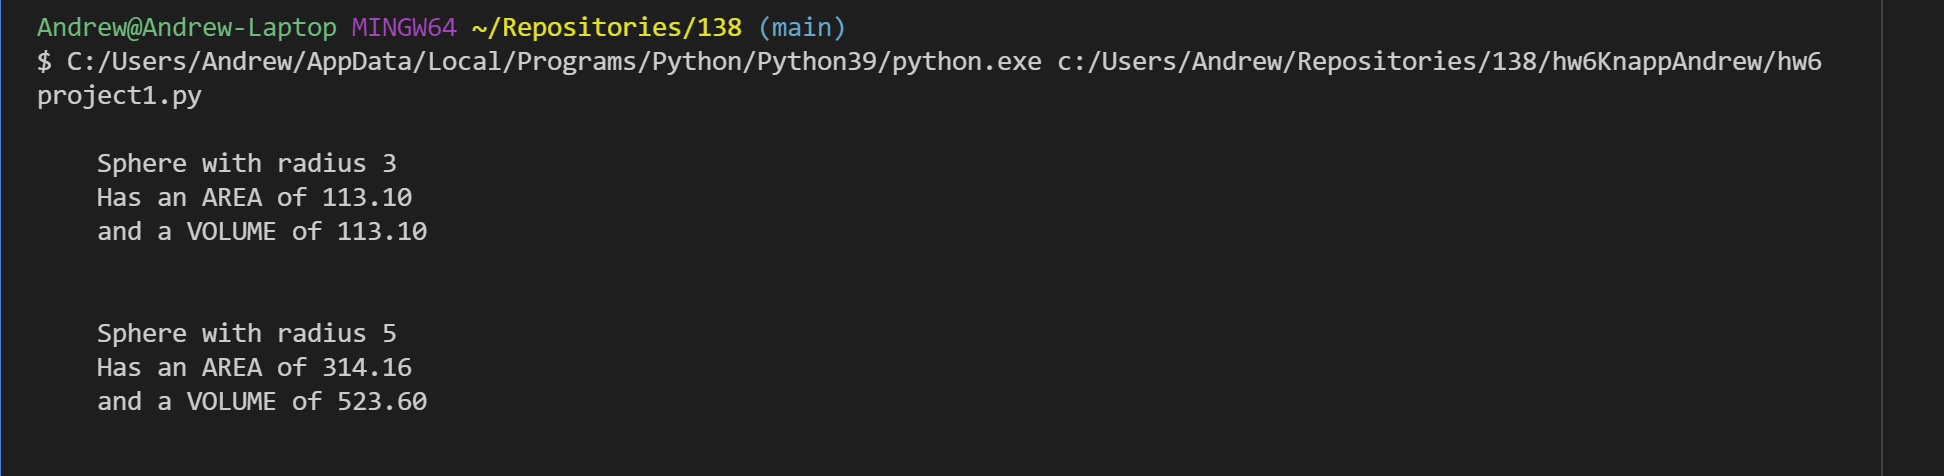 Andrew@Andrew-Laptop MINGW64 ~/Repositories/138 (main)
$ C:/Users/Andrew/AppData/Local/Programs/Python/Python39/python.exe c:/Users/Andrew/Repositories/138/hw6KnappAndrew/hw6
project1.py
Sphere with radius 3
Has an AREA of 113.10
and a VOLUME of 113.10
Sphere with radius 5
Has an AREA of 314.16
and a VOLUME of 523.60